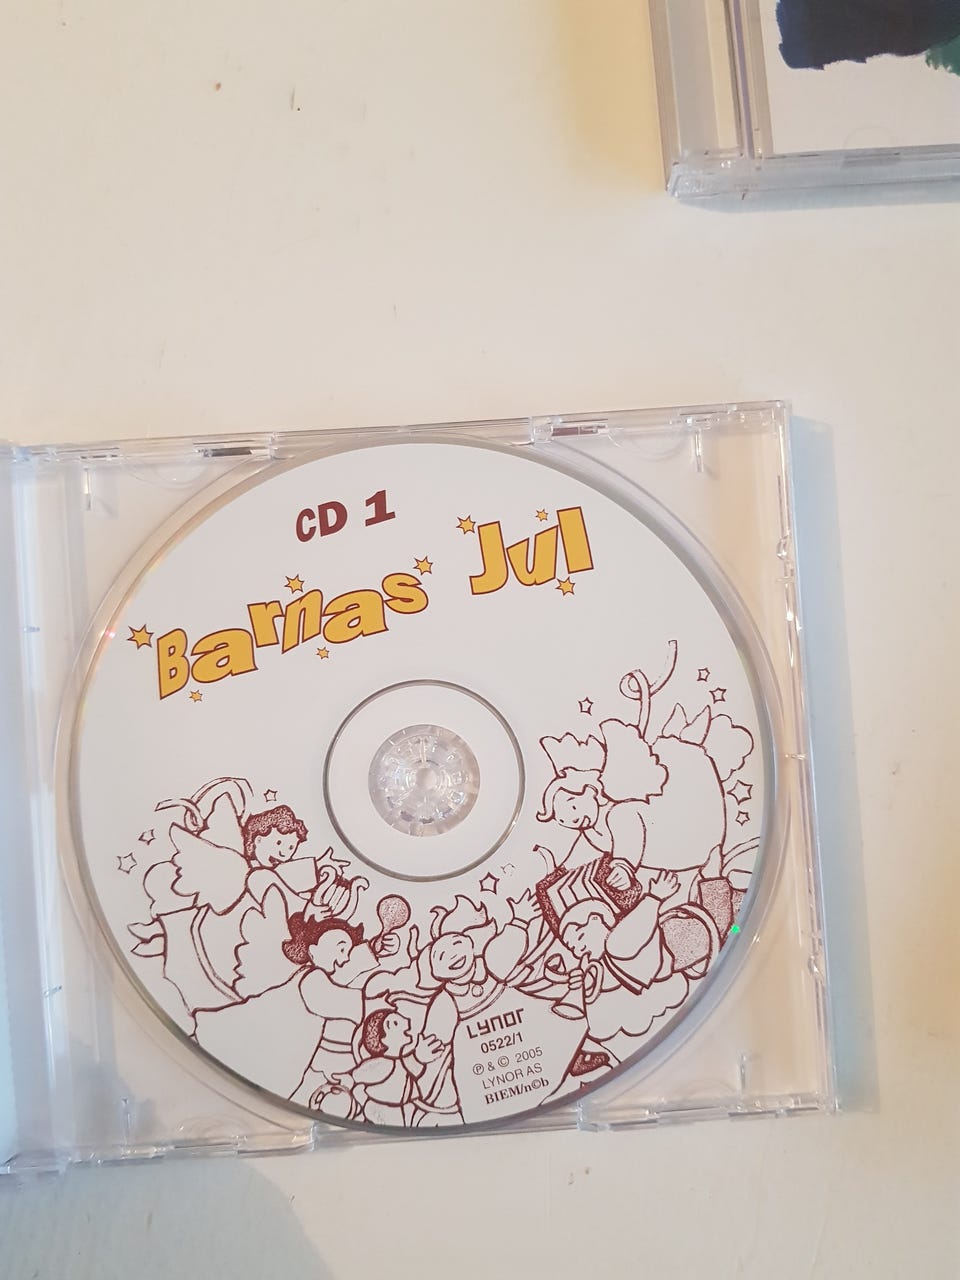 CD 1
Barnas Jul
LYNOR
0522/1
℗ & © 2005
LYNOR AS
BIEM/n©b